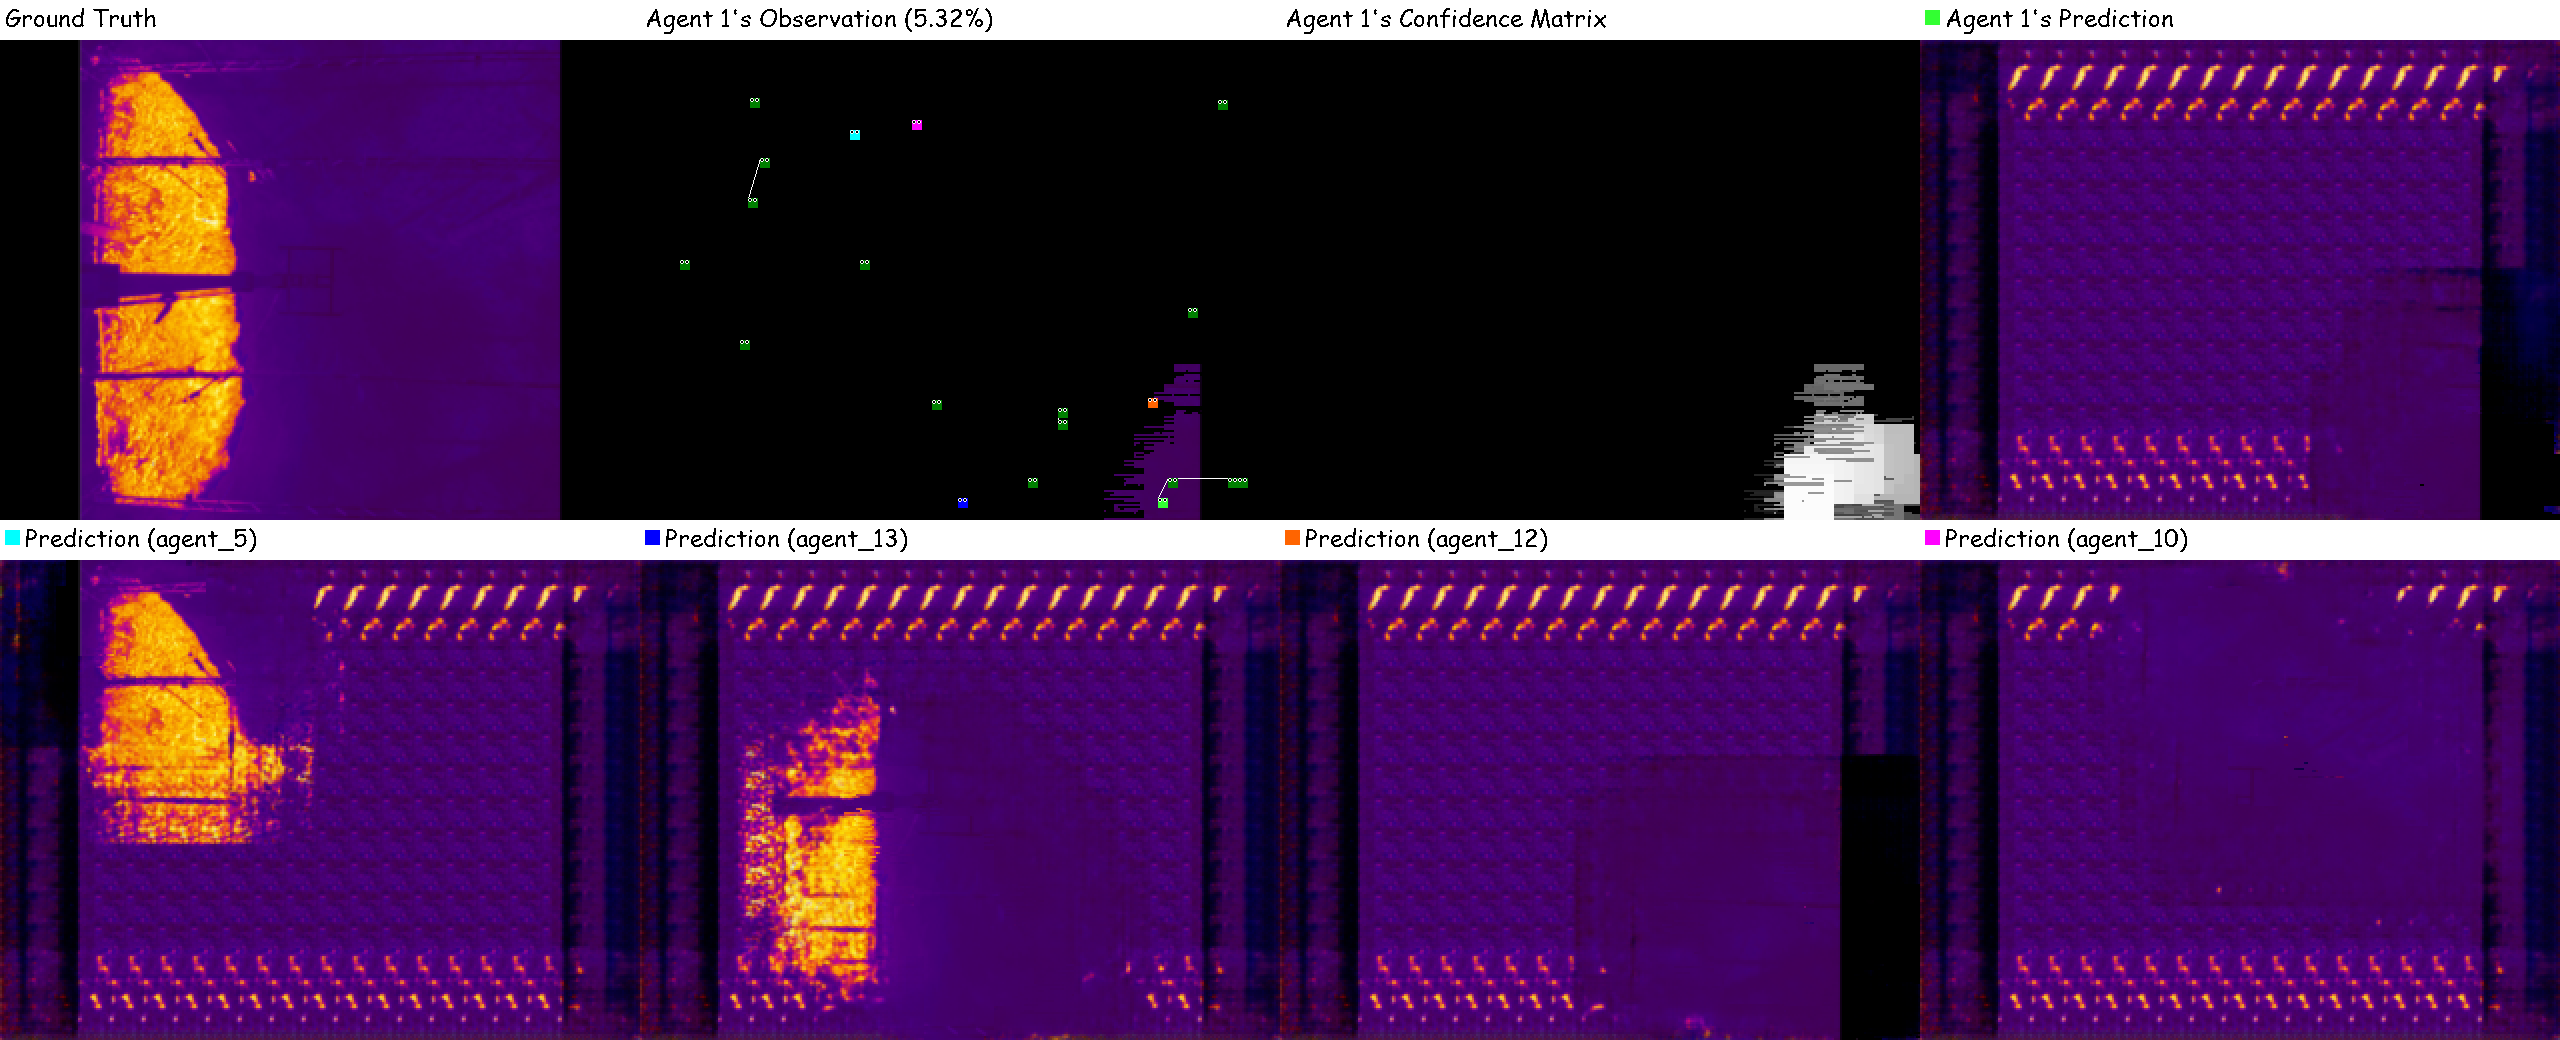 Ground Truth
Agent 1's Observation (5.32%)
Agent 1's Confidence Matrix
Agent 1's Prediction
Prediction (agent_5)
Prediction (agent_13)
Prediction (agent_12)
Prediction (agent_10)